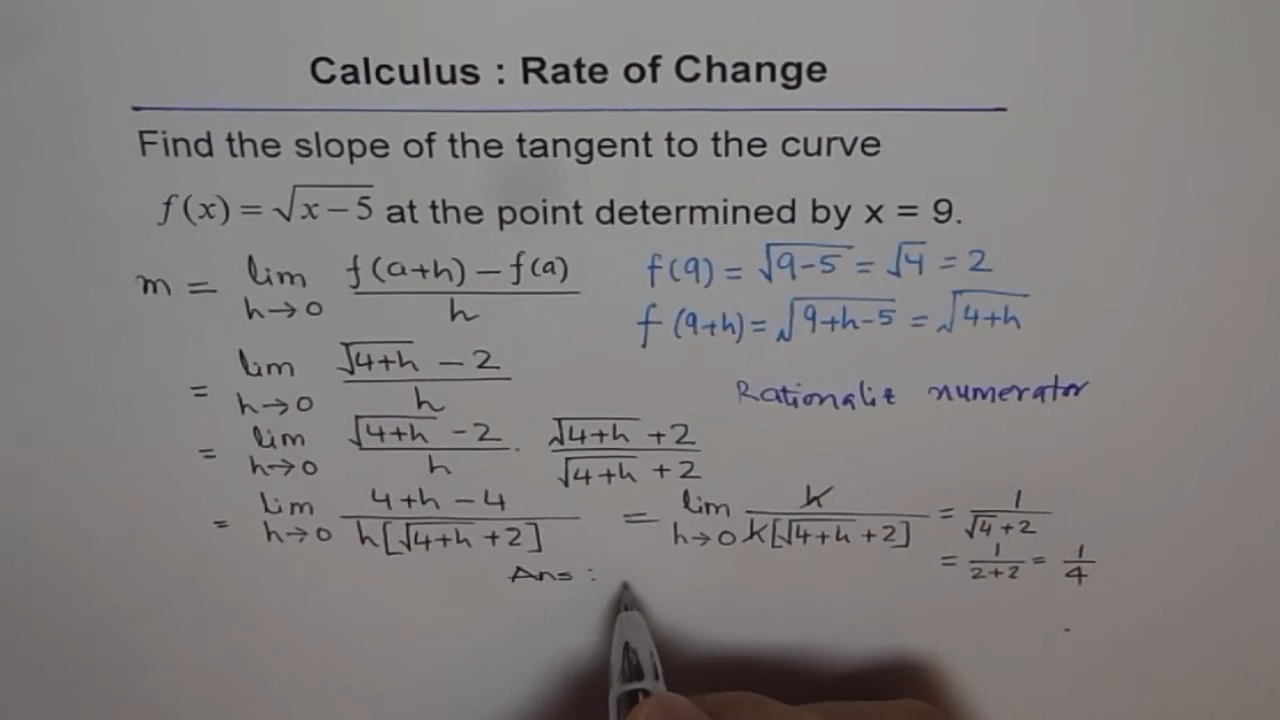 Calculus : Rate of Change
Find the slope of the tangent to the curve
f(x) = √(x−5) at the point determined by x = 9.
m = lim h→0 (f(a+h) − f(a))/h
f(9) = √(9−5) = √4 = 2
f(9+h) = √(9+h−5) = √(4+h)
= lim h→0 (√(4+h) − 2)/h
Rationalize numerator
= lim h→0 (√(4+h) − 2)/h · (√(4+h) + 2)/(√(4+h) + 2)
= lim h→0 (4+h−4)/(h[√(4+h) + 2]) = lim h→0 h/(h[√(4+h) + 2]) = 1/(√4+2)
= 1/(2+2) = 1/4
Ans :